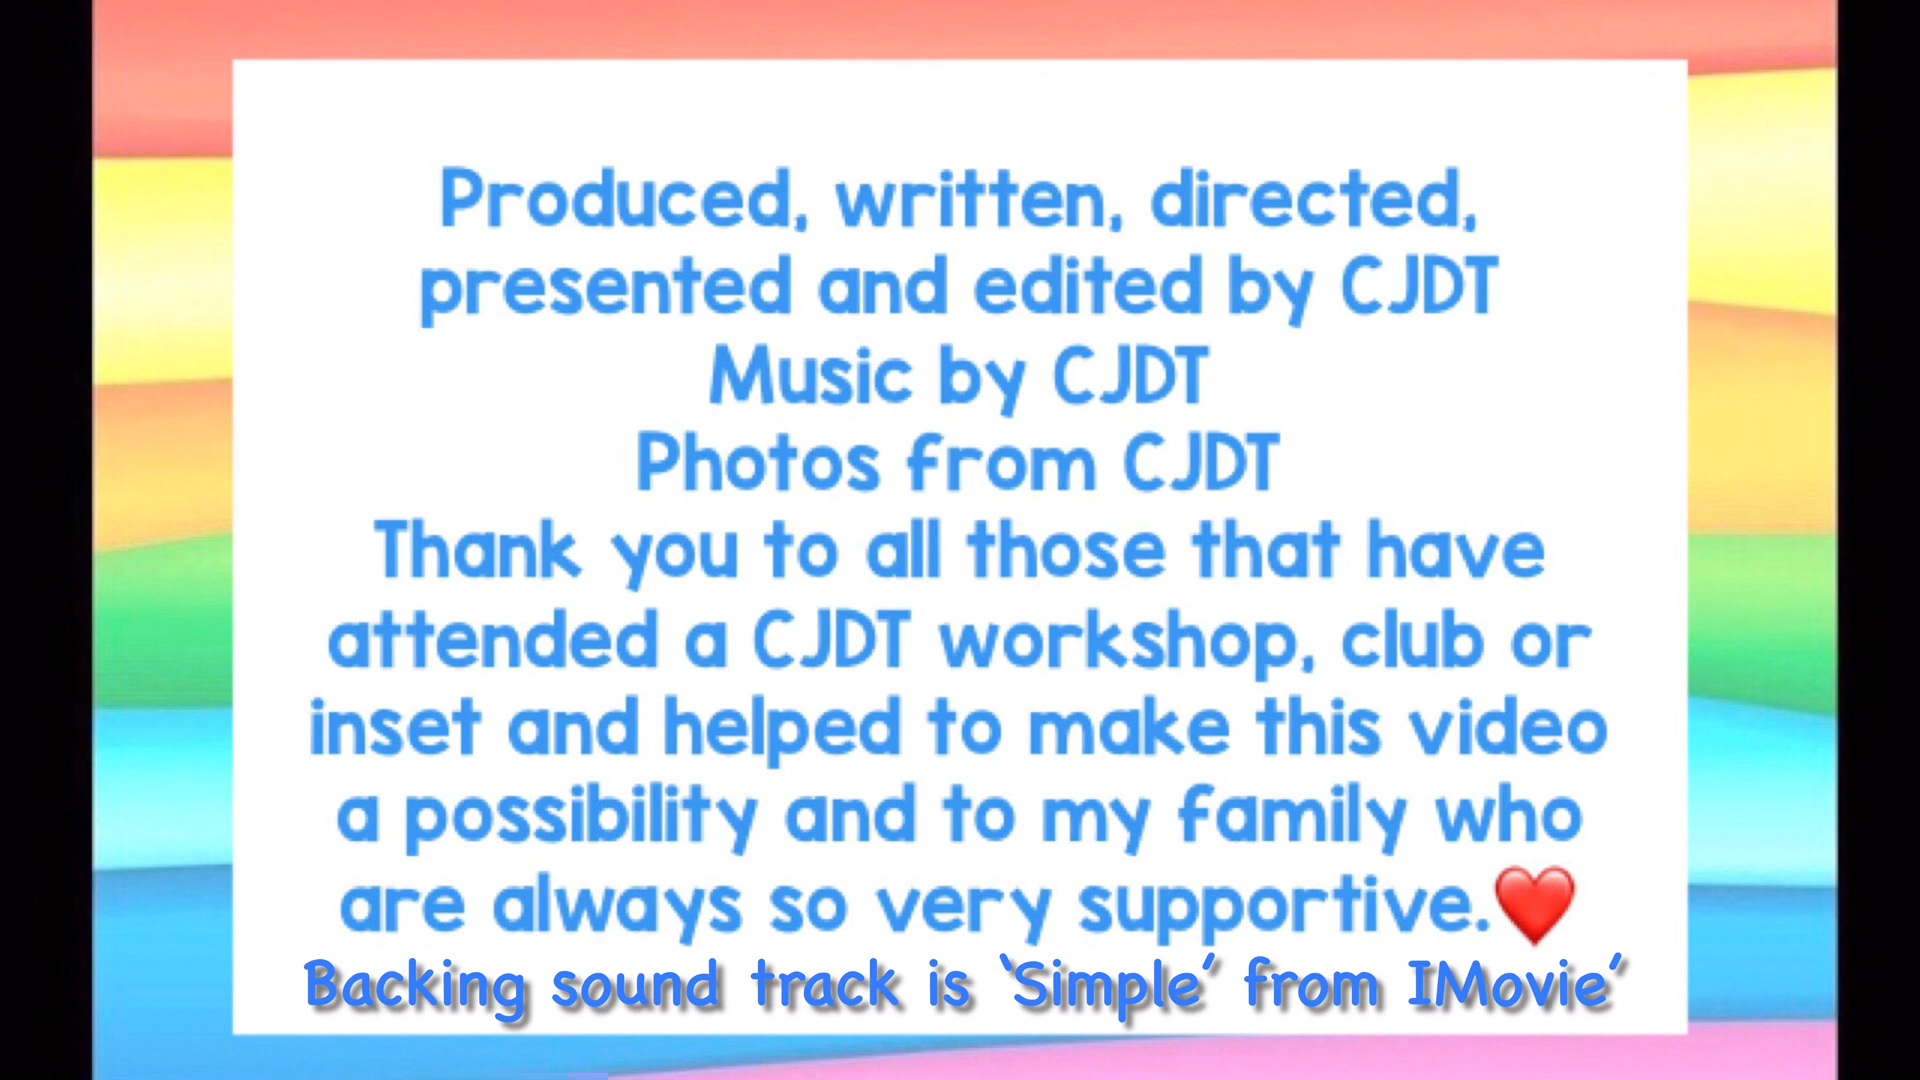 Produced, written, directed,
presented and edited by CJDT
Music by CJDT
Photos from CJDT
Thank you to all those that have
attended a CJDT workshop, club or
inset and helped to make this video
a possibility and to my family who
are always so very supportive.❤️
Backing sound track is ‘Simple’ from IMovie’